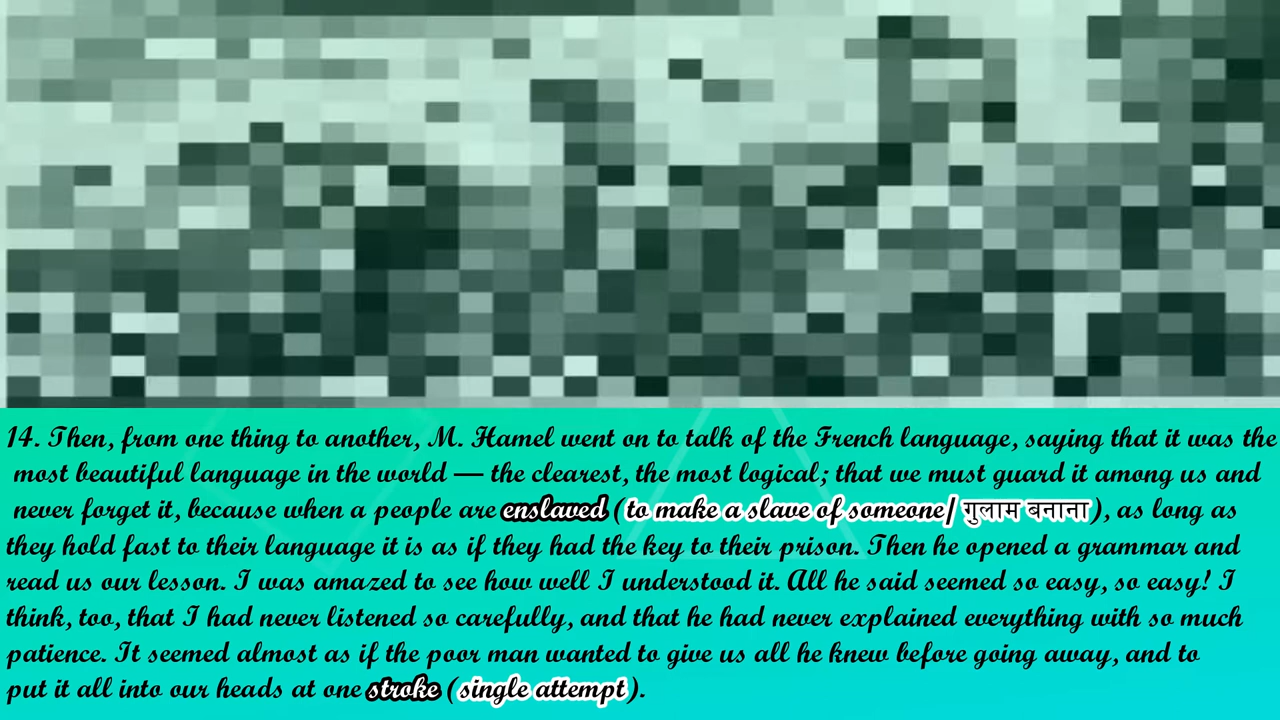 14. Then, from one thing to another, M. Hamel went on to talk of the French language, saying that it was the
most beautiful language in the world — the clearest, the most logical; that we must guard it among us and
never forget it, because when a people are enslaved (to make a slave of someone/ गुलाम बनाना), as long as
they hold fast to their language it is as if they had the key to their prison. Then he opened a grammar and
read us our lesson. I was amazed to see how well I understood it. All he said seemed so easy, so easy! I
think, too, that I had never listened so carefully, and that he had never explained everything with so much
patience. It seemed almost as if the poor man wanted to give us all he knew before going away, and to
put it all into our heads at one stroke (single attempt).